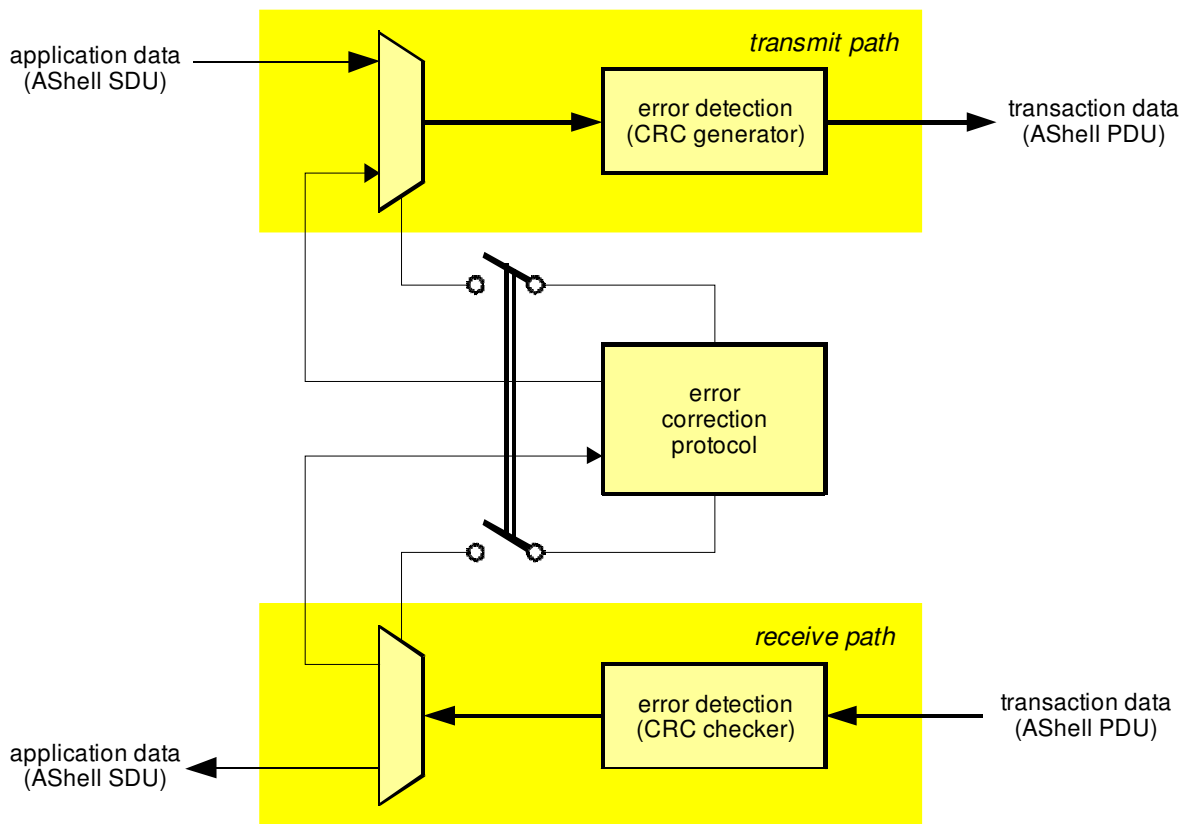 transmit path
application data
(AShell SDU)
error detection
(CRC generator)
transaction data
(AShell PDU)
error
correction
protocol
receive path
error detection
(CRC checker)
transaction data
(AShell PDU)
application data
(AShell SDU)